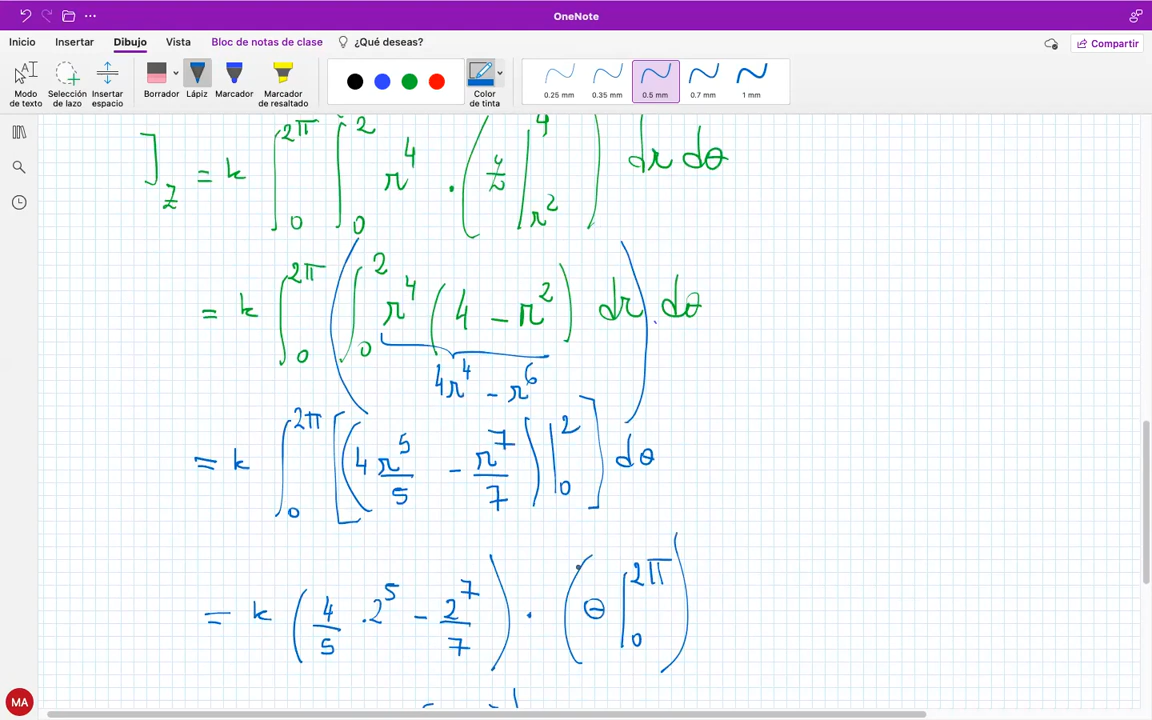 OneNote
Inicio Insertar Dibujo Vista Bloc de notas de clase ¿Qué deseas? Compartir
Modo de texto Selección de lazo Insertar espacio Borrador Lápiz Marcador Marcador de resaltado Color de tinta 0.25 mm 0.35 mm 0.5 mm 0.7 mm 1 mm
I_z = k ∫_0^{2π} ∫_0^2 r^4 · (z |_{r^2}^4) dr dθ
= k ∫_0^{2π} (∫_0^2 r^4 (4 - r^2) dr) · dθ
4r^4 - r^6
= k ∫_0^{2π} [(4 r^5/5 - r^7/7) |_0^2] dθ
= k (4/5 · 2^5 - 2^7/7) · (θ |_0^{2π})
MA